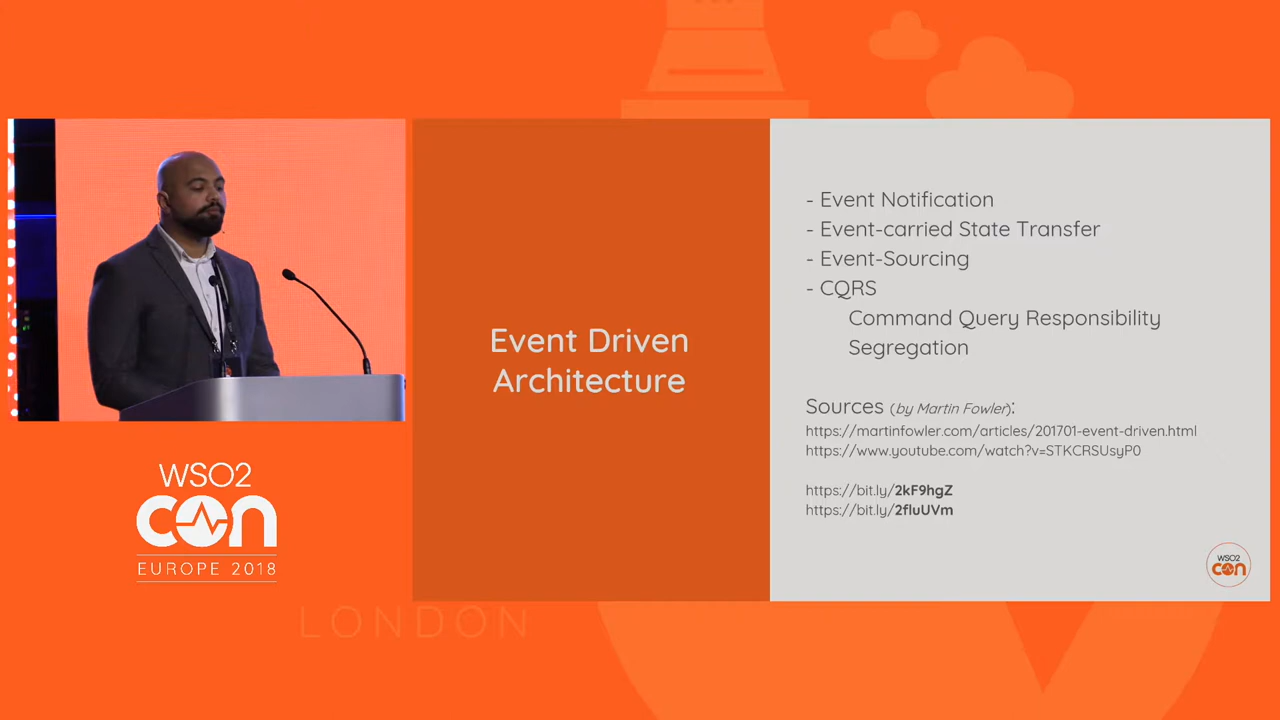 Event Driven
Architecture
- Event Notification
- Event-carried State Transfer
- Event-Sourcing
- CQRS
Command Query Responsibility
Segregation
Sources (by Martin Fowler):
https://martinfowler.com/articles/201701-event-driven.html
https://www.youtube.com/watch?v=STKCRSUsyP0
https://bit.ly/2kF9hgZ
https://bit.ly/2fluUVm
WSO2
con
WSO2
con
EUROPE 2018
LONDON